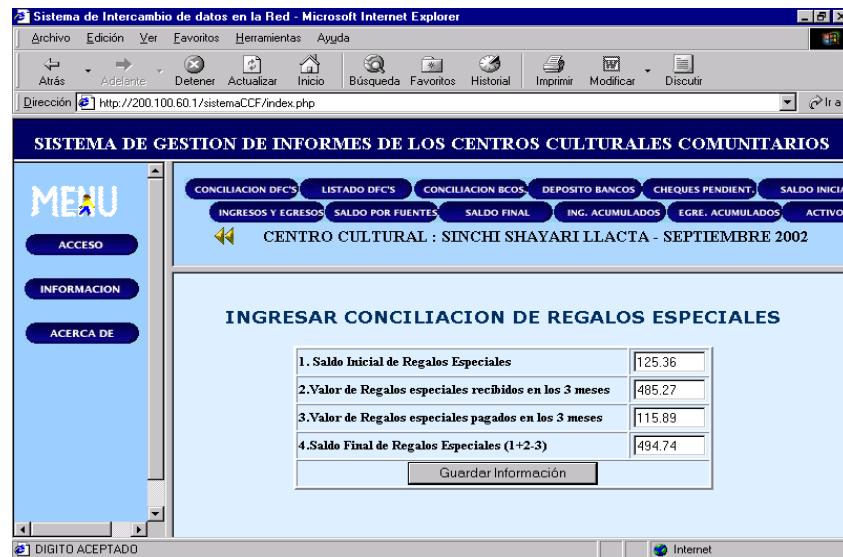 Sistema de Intercambio de datos en la Red - Microsoft Internet Explorer
Archivo Edición Ver Favoritos Herramientas Ayuda
Atrás Adelante Detener Actualizar Inicio Búsqueda Favoritos Historial Imprimir Modificar Discutir
Dirección http://200.100.60.1/sistemaCCF/index.php Ir a
SISTEMA DE GESTION DE INFORMES DE LOS CENTROS CULTURALES COMUNITARIOS
MENU
ACCESO
INFORMACION
ACERCA DE
CONCILIACION DFC'S LISTADO DFC'S CONCILIACION BCOS. DEPOSITO BANCOS CHEQUES PENDIENT. SALDO INICIA
INGRESOS Y EGRESOS SALDO POR FUENTES SALDO FINAL ING. ACUMULADOS EGRE. ACUMULADOS ACTIVO
CENTRO CULTURAL : SINCHI SHAYARI LLACTA - SEPTIEMBRE 2002
INGRESAR CONCILIACION DE REGALOS ESPECIALES
1. Saldo Inicial de Regalos Especiales 125.36
2.Valor de Regalos especiales recibidos en los 3 meses 485.27
3.Valor de Regalos especiales pagados en los 3 meses 115.89
4.Saldo Final de Regalos Especiales (1+2-3) 494.74
Guardar Información
DIGITO ACEPTADO Internet